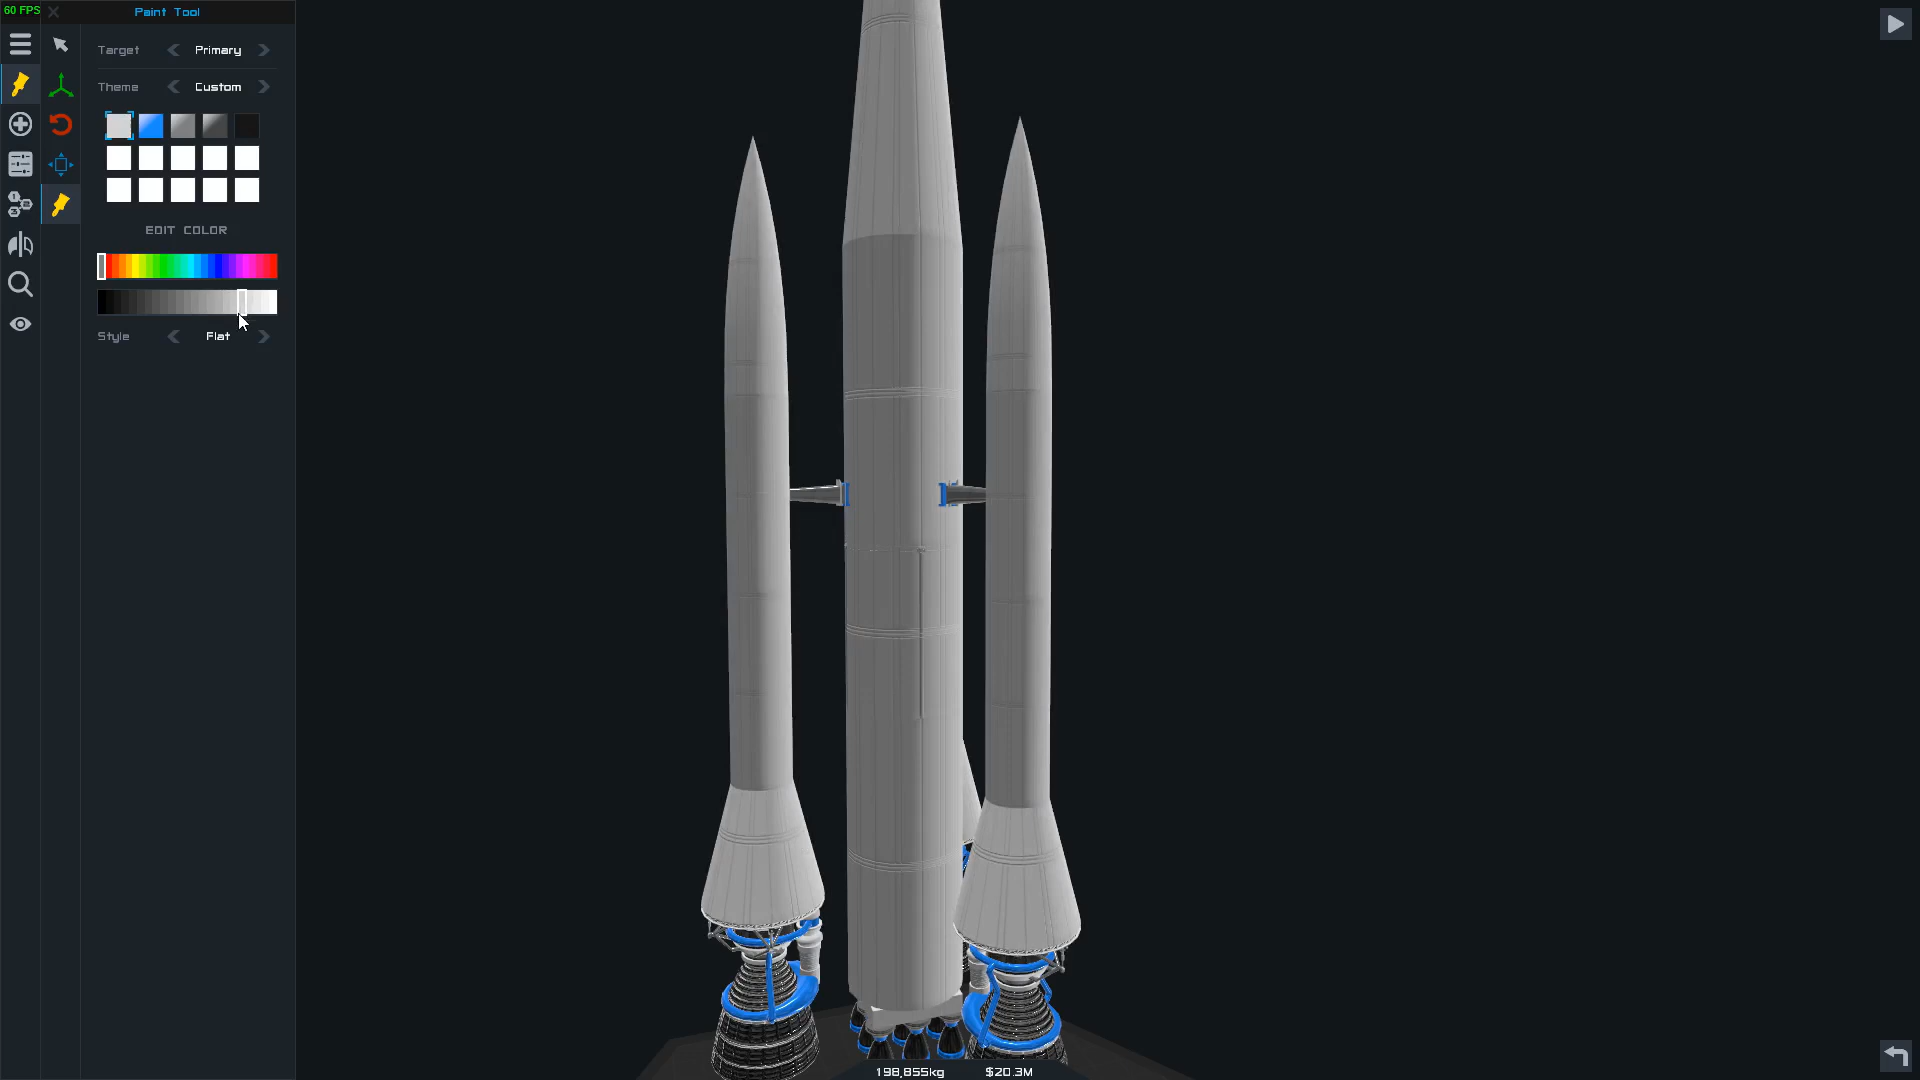 60 FPS
Paint Tool
Target Primary
Theme Custom
EDIT COLOR
Style Flat
198,855kg $20.3M